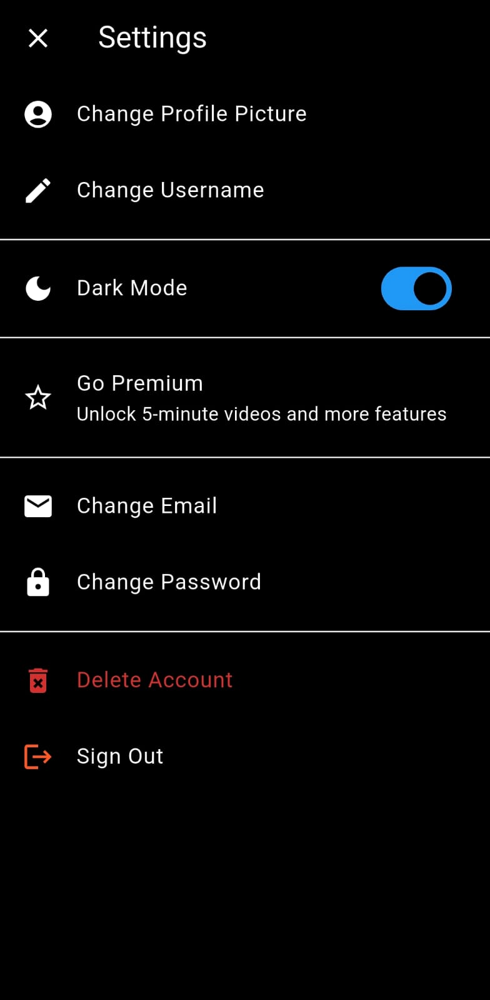 Settings
Change Profile Picture
Change Username
Dark Mode
Go Premium
Unlock 5-minute videos and more features
Change Email
Change Password
Delete Account
Sign Out